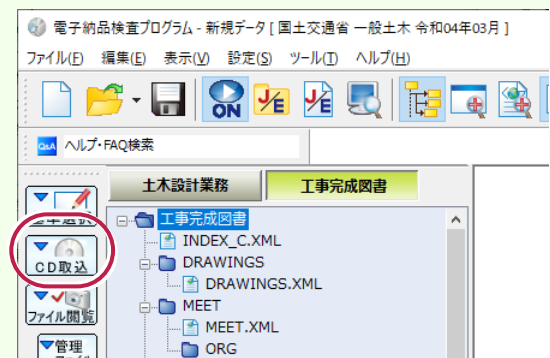 電子納品検査プログラム - 新規データ [ 国土交通省 一般土木 令和04年03月 ]
ファイル(F) 編集(E) 表示(V) 設定(S) ツール(T) ヘルプ(H)
ON J/E J/E
Q&A ヘルプ・FAQ検索
土木設計業務 工事完成図書
基準選択
工事完成図書
INDEX_C.XML
CD取込
DRAWINGS
DRAWINGS.XML
ファイル閲覧
MEET
MEET.XML
管理
ORG